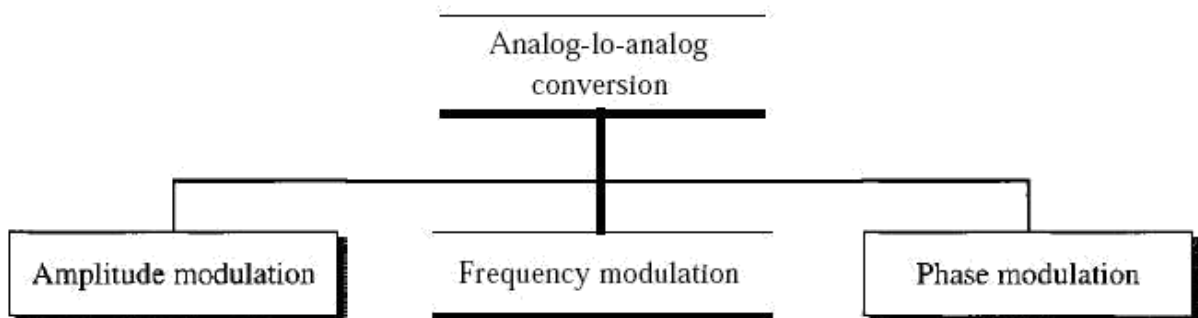 Analog-lo-analog
conversion
Amplitude modulation
Frequency modulation
Phase modulation